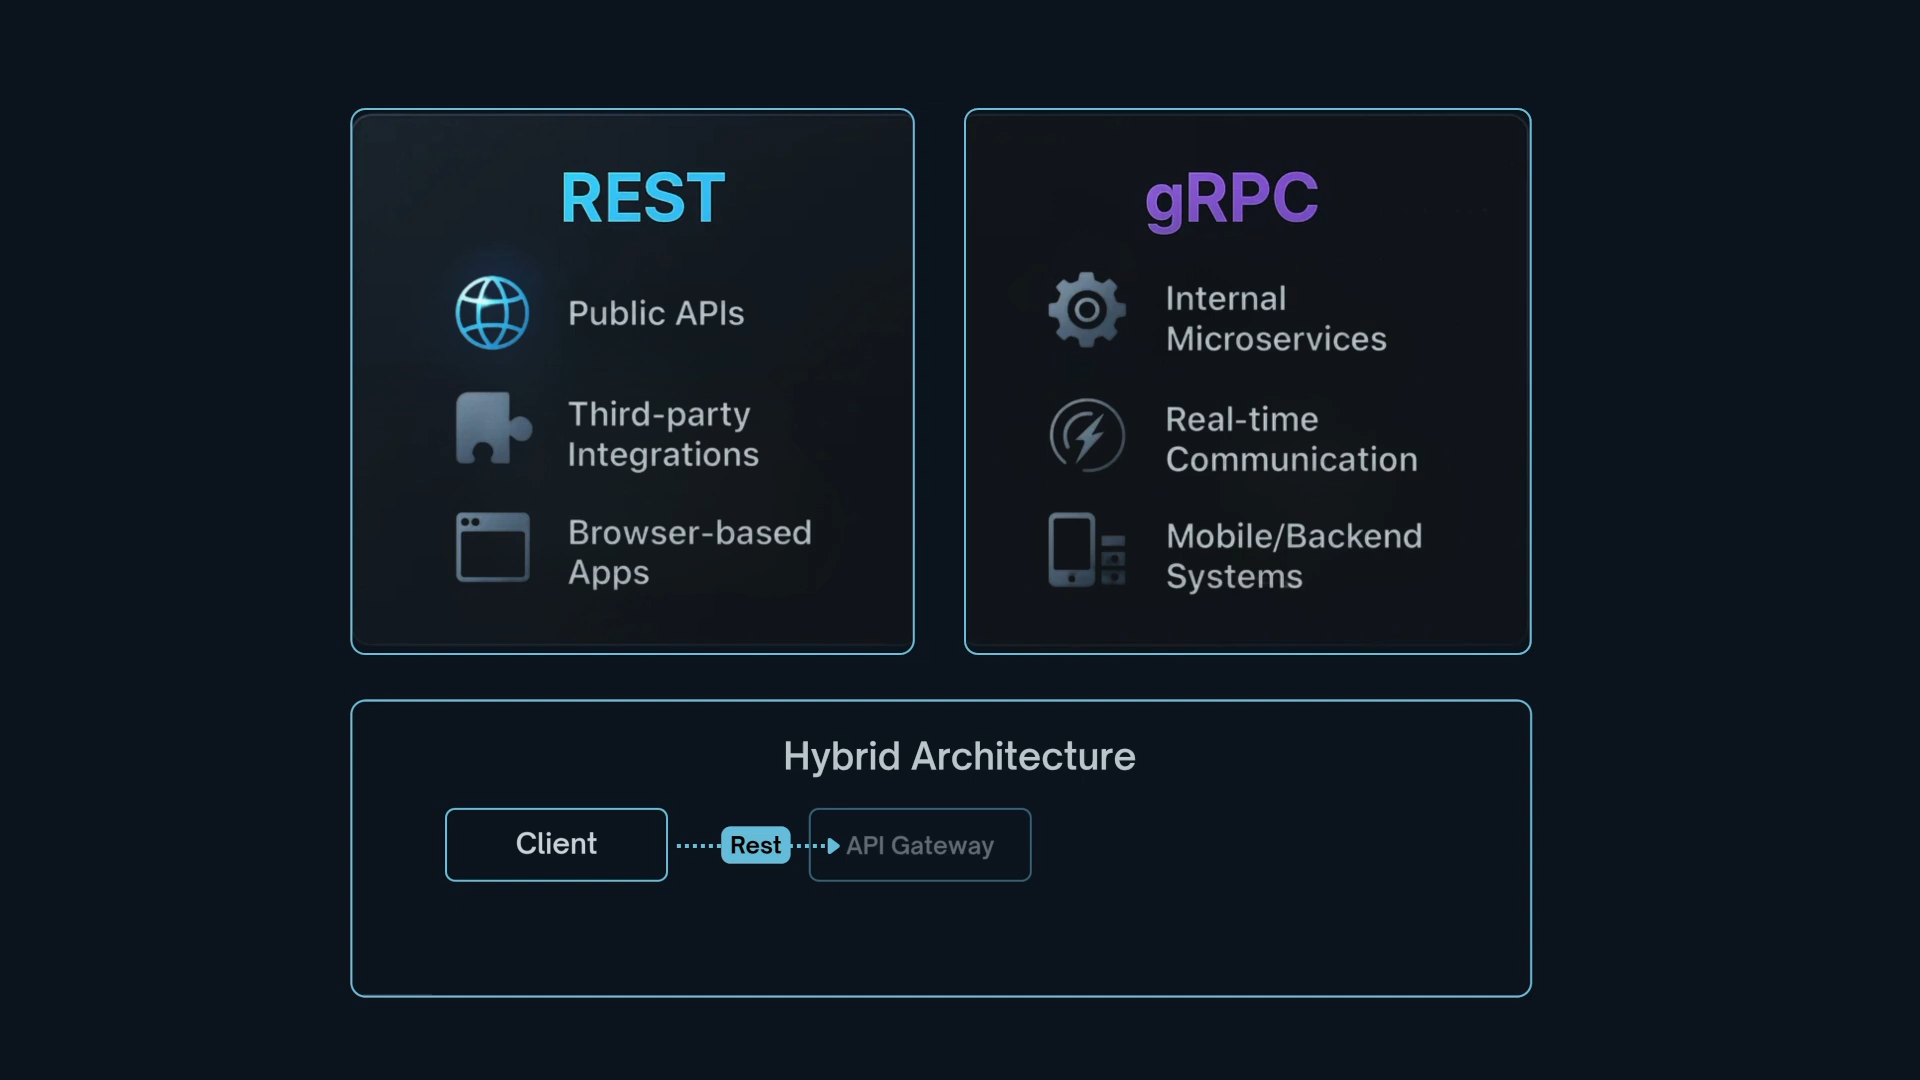 REST
Public APIs
Third-party
Integrations
Browser-based
Apps
gRPC
Internal
Microservices
Real-time
Communication
Mobile/Backend
Systems
Hybrid Architecture
Client
Rest
API Gateway